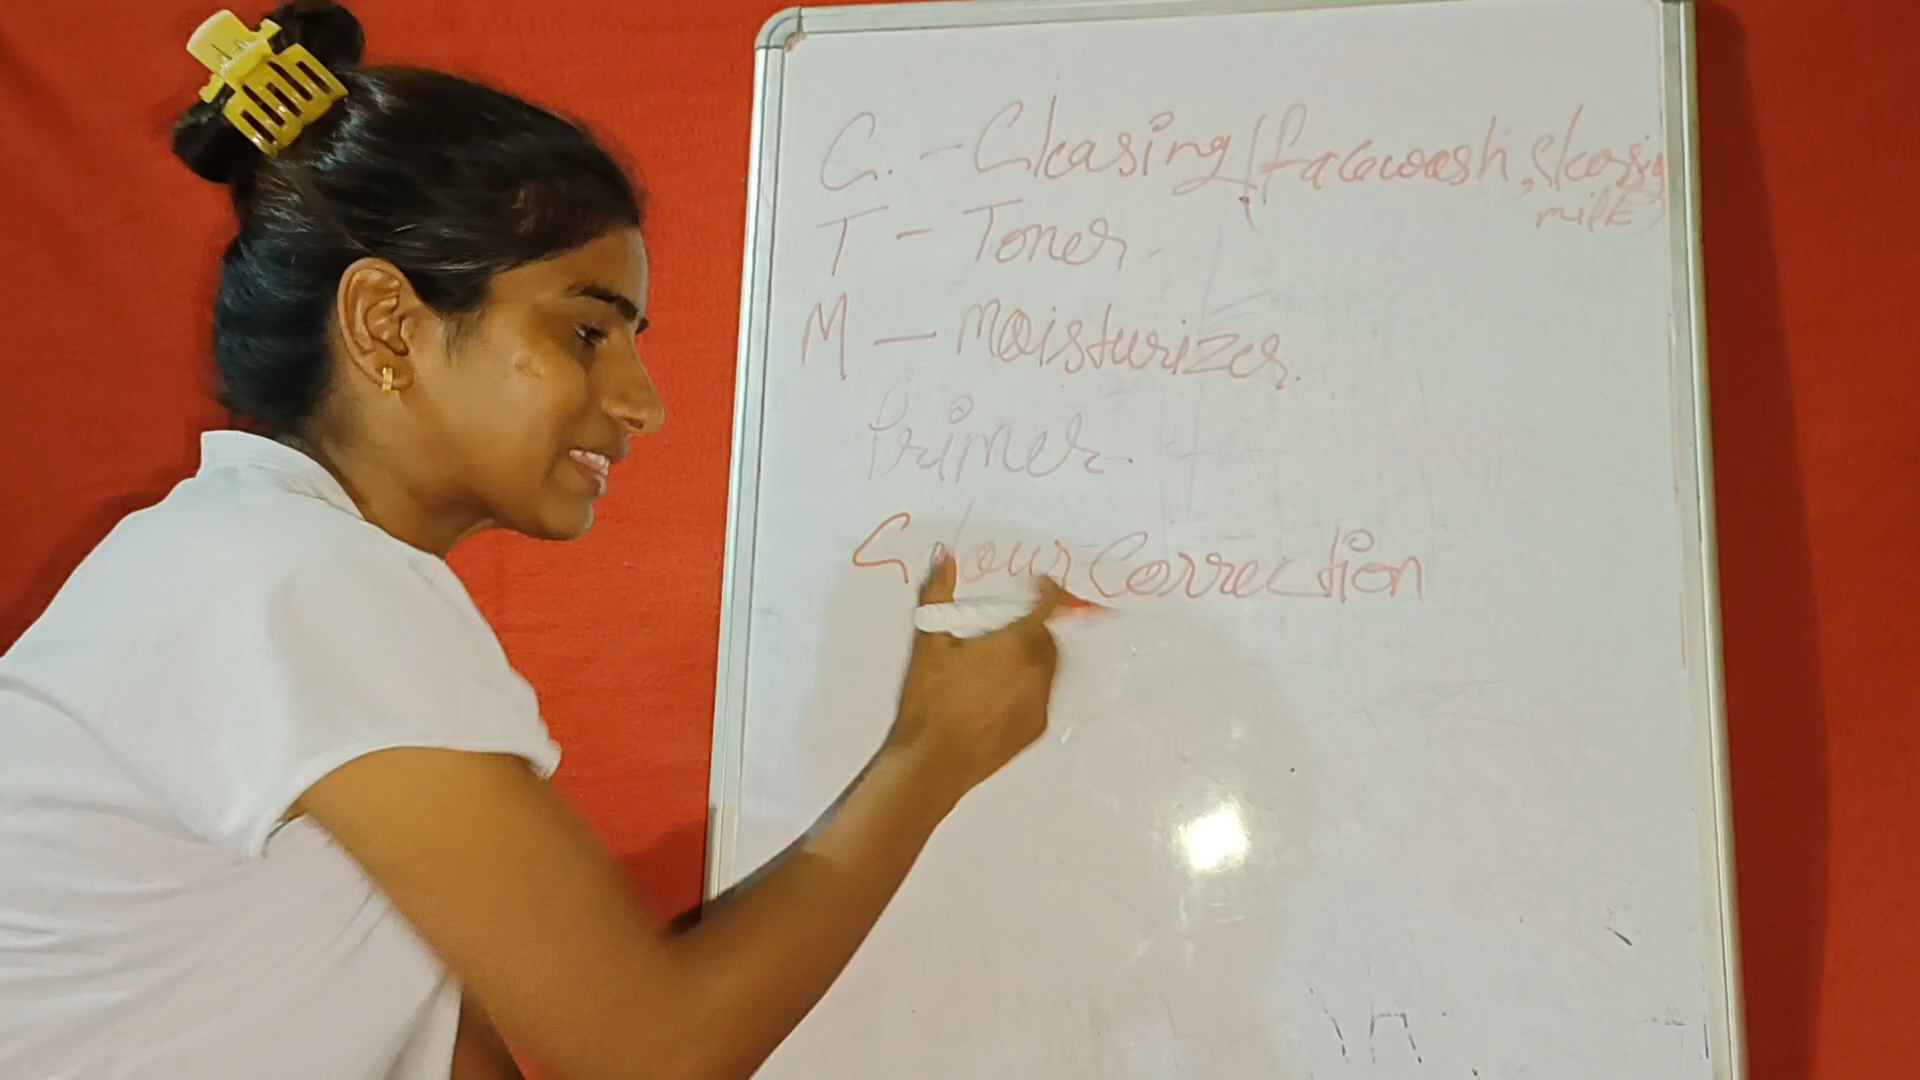 C. - Cleasing (facewash, Cleasing
milk)
T - Toner.
M - Moisturizer.
Primer.
Colour Correction